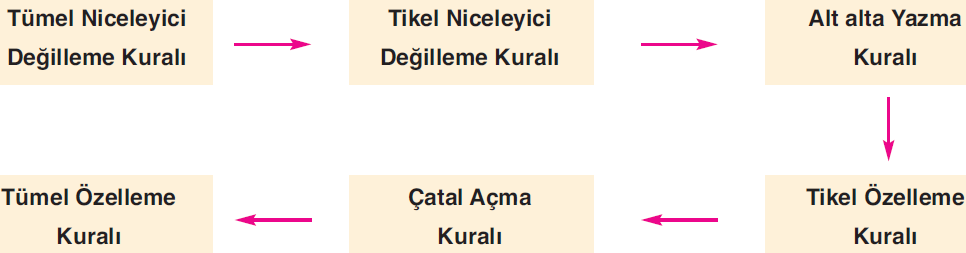 Tümel Niceleyici
Değilleme Kuralı
Tikel Niceleyici
Değilleme Kuralı
Alt alta Yazma
Kuralı
Tikel Özelleme
Kuralı
Çatal Açma
Kuralı
Tümel Özelleme
Kuralı